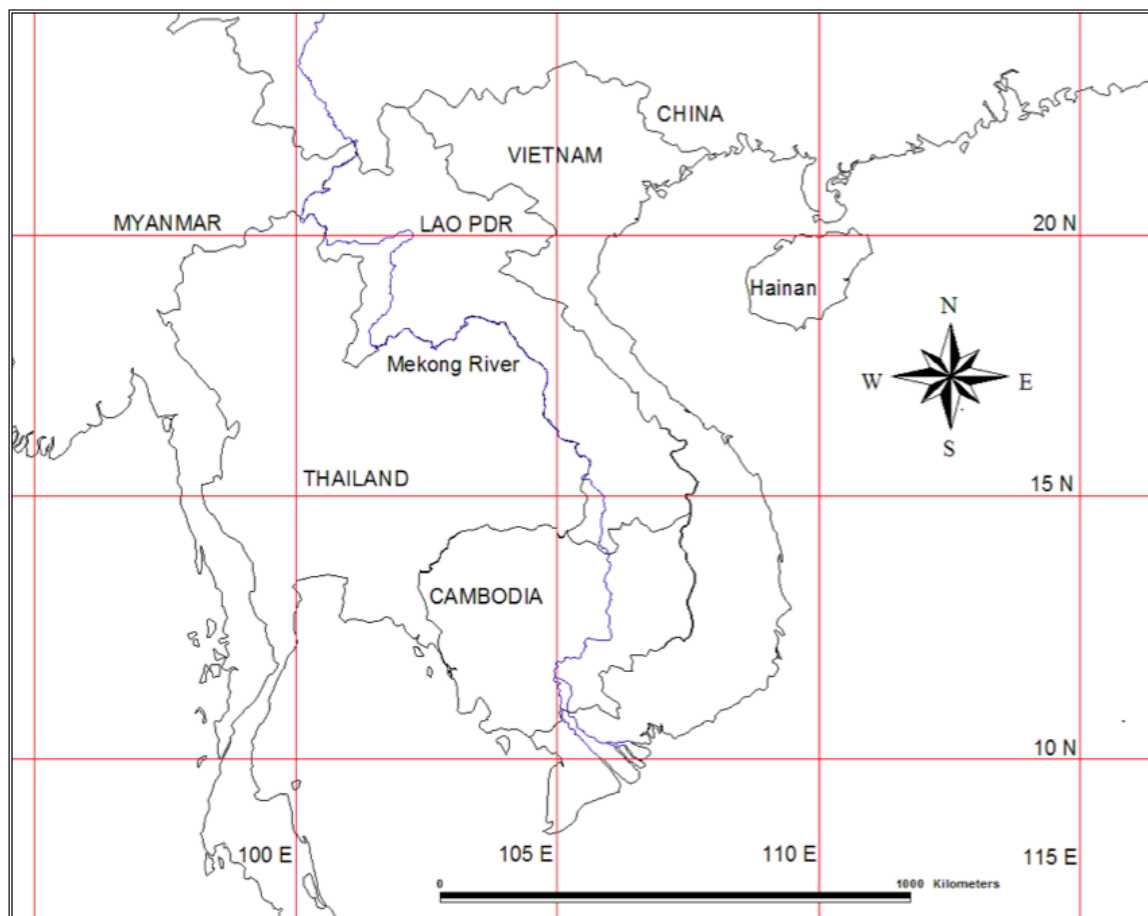 CHINA
VIETNAM
MYANMAR
LAO PDR
20 N
Hainan
N
Mekong River
W
E
S
THAILAND
15 N
CAMBODIA
10 N
100 E
105 E
110 E
115 E
0
1000 Kilometers